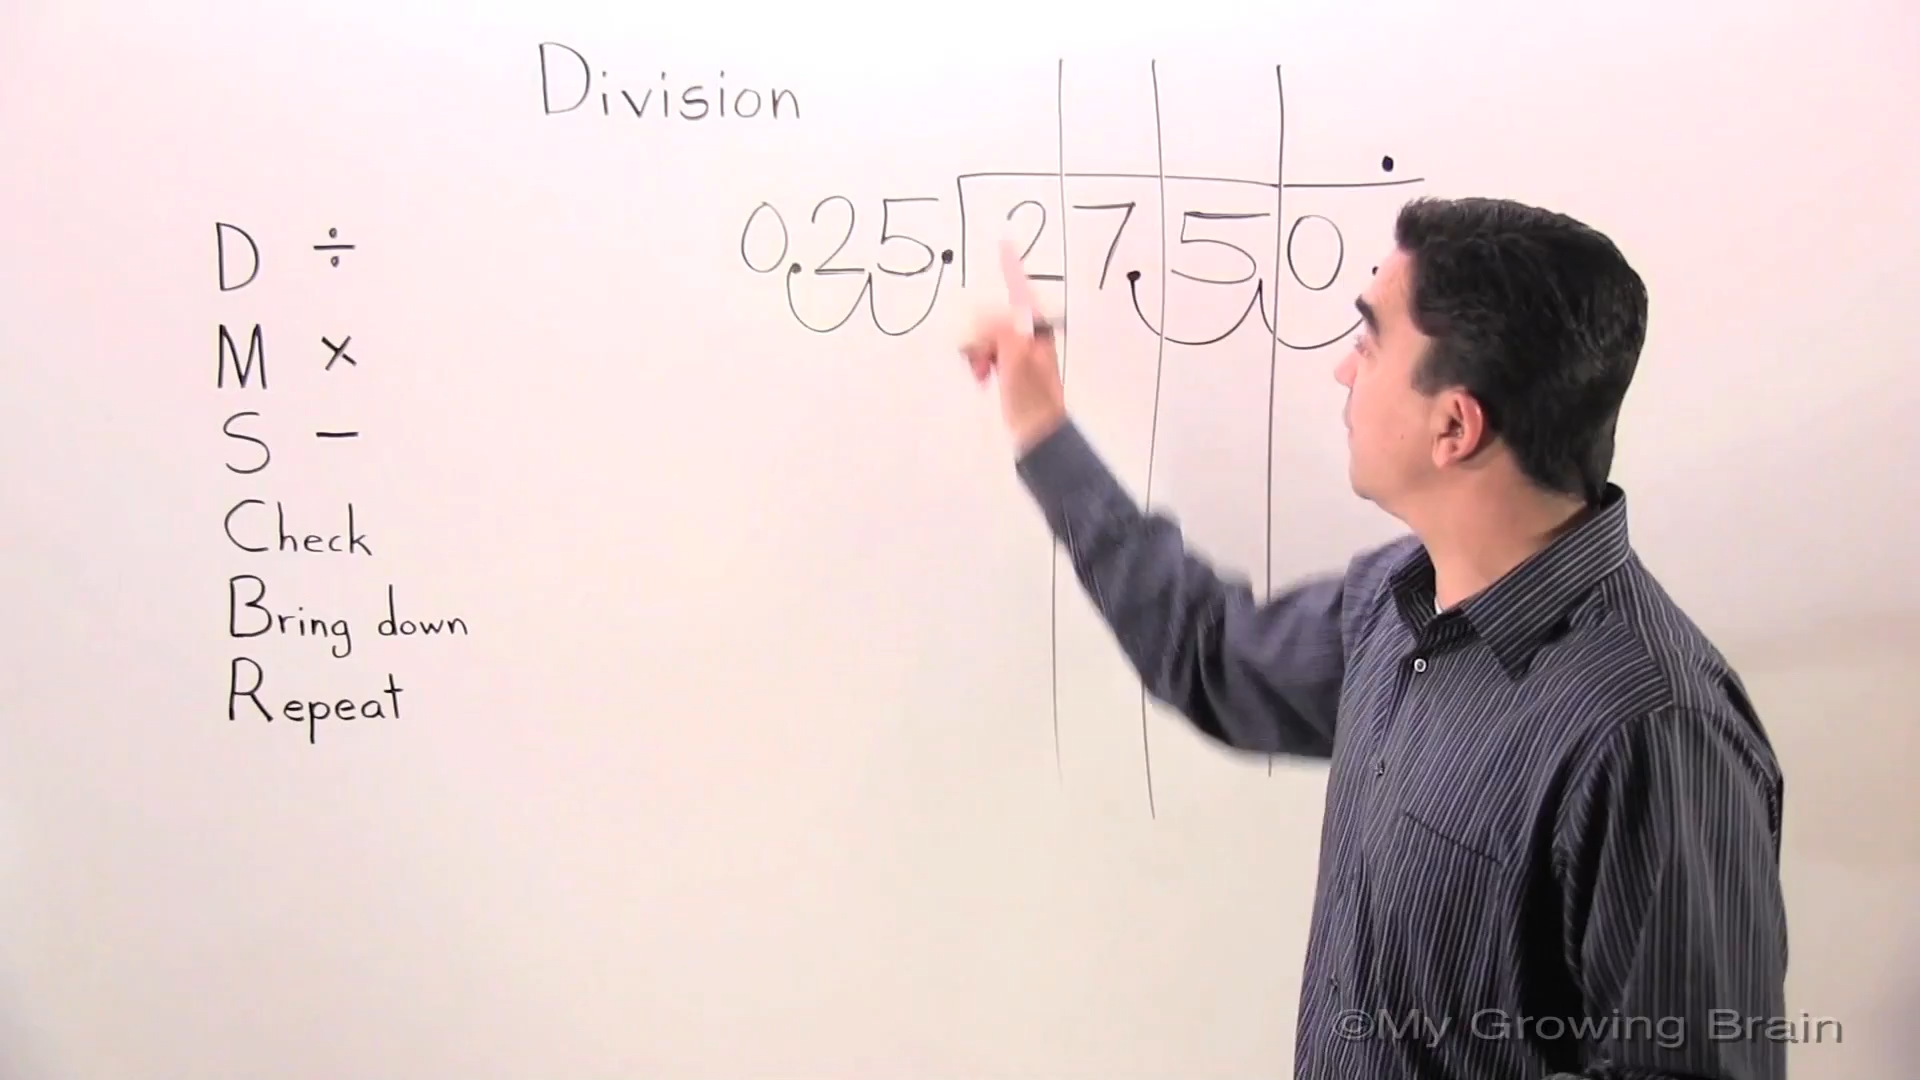 Division
0.25. 27.50.
D ÷
M ×
S −
Check
Bring down
Repeat
©My Growing Brain